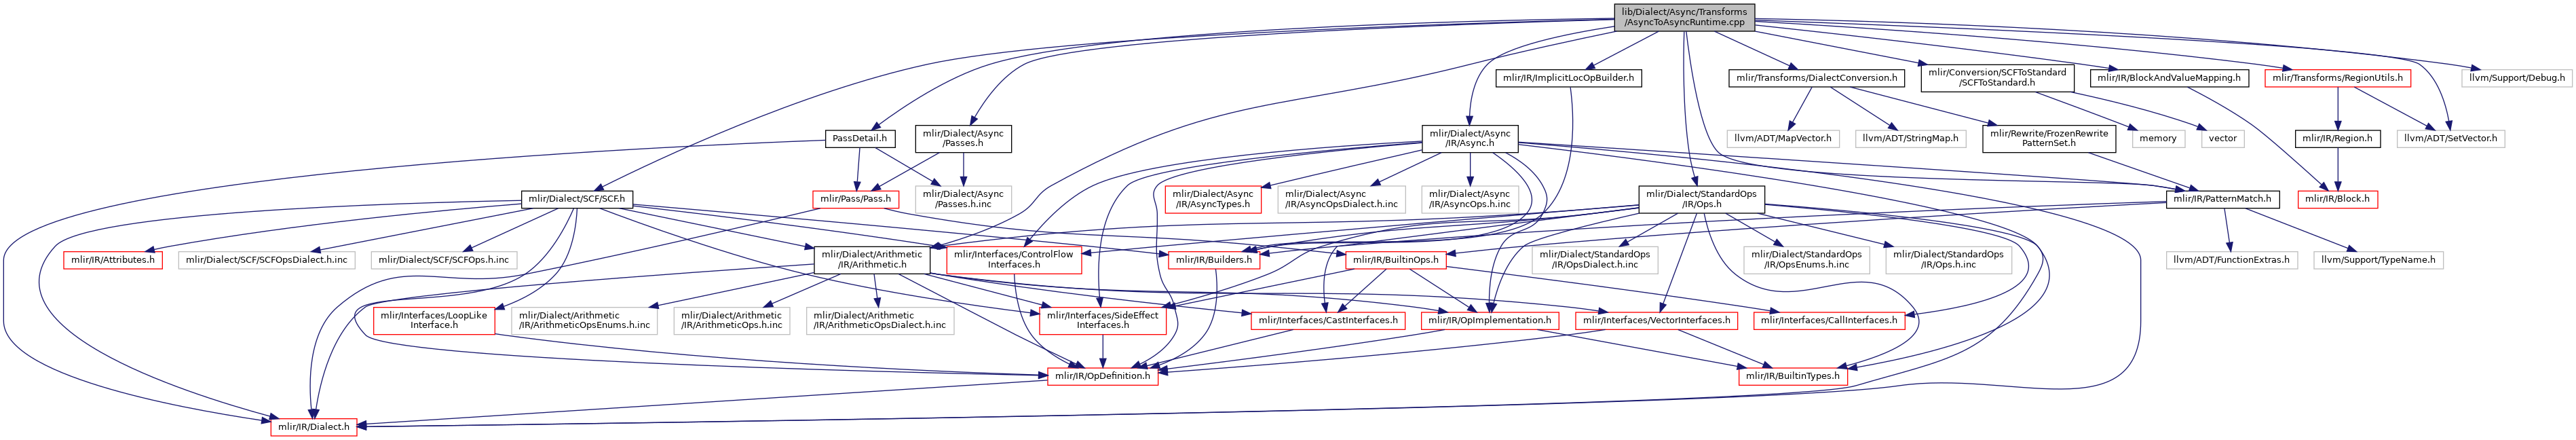 lib/Dialect/Async/Transforms
/AsyncToAsyncRuntime.cpp
mlir/IR/ImplicitLocOpBuilder.h
mlir/Transforms/DialectConversion.h
mlir/Conversion/SCFToStandard
/SCFToStandard.h
mlir/IR/BlockAndValueMapping.h
mlir/Transforms/RegionUtils.h
llvm/Support/Debug.h
PassDetail.h
mlir/Dialect/Async
/Passes.h
mlir/Dialect/Async
/IR/Async.h
llvm/ADT/MapVector.h
llvm/ADT/StringMap.h
mlir/Rewrite/FrozenRewrite
PatternSet.h
memory
vector
mlir/IR/Region.h
llvm/ADT/SetVector.h
mlir/Dialect/SCF/SCF.h
mlir/Pass/Pass.h
mlir/Dialect/Async
/Passes.h.inc
mlir/Dialect/Async
/IR/AsyncTypes.h
mlir/Dialect/Async
/IR/AsyncOpsDialect.h.inc
mlir/Dialect/Async
/IR/AsyncOps.h.inc
mlir/Dialect/StandardOps
/IR/Ops.h
mlir/IR/PatternMatch.h
mlir/IR/Block.h
mlir/IR/Attributes.h
mlir/Dialect/SCF/SCFOpsDialect.h.inc
mlir/Dialect/SCF/SCFOps.h.inc
mlir/Dialect/Arithmetic
/IR/Arithmetic.h
mlir/Interfaces/ControlFlow
Interfaces.h
mlir/IR/Builders.h
mlir/IR/BuiltinOps.h
mlir/Dialect/StandardOps
/IR/OpsDialect.h.inc
mlir/Dialect/StandardOps
/IR/OpsEnums.h.inc
mlir/Dialect/StandardOps
/IR/Ops.h.inc
llvm/ADT/FunctionExtras.h
llvm/Support/TypeName.h
mlir/Interfaces/LoopLike
Interface.h
mlir/Dialect/Arithmetic
/IR/ArithmeticOpsEnums.h.inc
mlir/Dialect/Arithmetic
/IR/ArithmeticOps.h.inc
mlir/Dialect/Arithmetic
/IR/ArithmeticOpsDialect.h.inc
mlir/Interfaces/SideEffect
Interfaces.h
mlir/Interfaces/CastInterfaces.h
mlir/IR/OpImplementation.h
mlir/Interfaces/VectorInterfaces.h
mlir/Interfaces/CallInterfaces.h
mlir/IR/OpDefinition.h
mlir/IR/BuiltinTypes.h
mlir/IR/Dialect.h